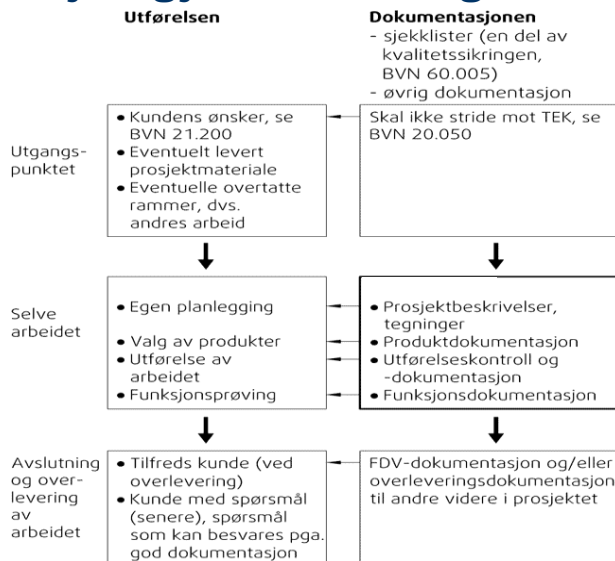 Utførelsen
Dokumentasjonen
- sjekklister (en del av
kvalitetssikringen,
BVN 60.005)
- øvrig dokumentasjon
Utgangs-
punktet
• Kundens ønsker, se
BVN 21.200
• Eventuelt levert
prosjektmateriale
• Eventuelle overtatte
rammer, dvs.
andres arbeid
Skal ikke stride mot TEK, se
BVN 20.050
Selve
arbeidet
• Egen planlegging
• Valg av produkter
• Utførelse av
arbeidet
• Funksjonsprøving
• Prosjektbeskrivelser,
tegninger
• Produktdokumentasjon
• Utførelseskontroll og
-dokumentasjon
• Funksjonsdokumentasjon
Avslutning
og over-
levering
av
arbeidet
• Tilfreds kunde (ved
overlevering)
• Kunde med spørsmål
(senere), spørsmål
som kan besvares pga.
god dokumentasjon
FDV-dokumentasjon og/eller
overleveringsdokumentasjon
til andre videre i prosjektet